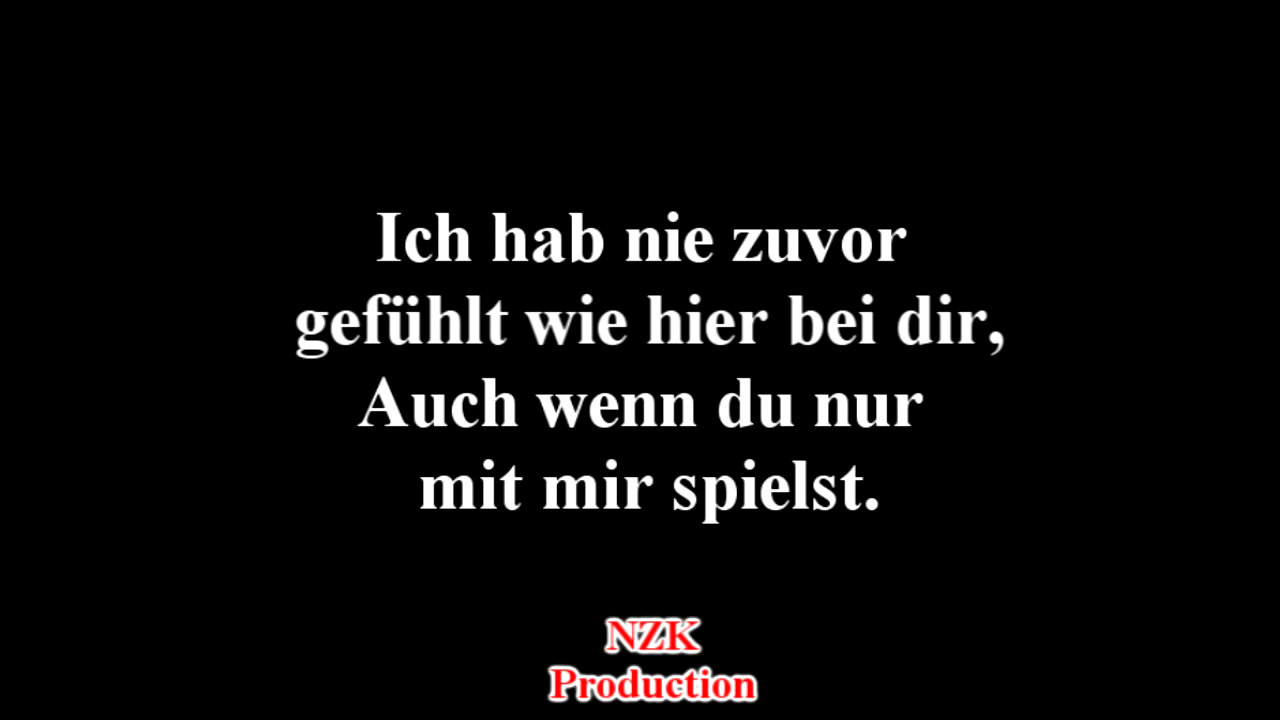 Ich hab nie zuvor
gefühlt wie hier bei dir,
Auch wenn du nur
mit mir spielst.
NZK
Production